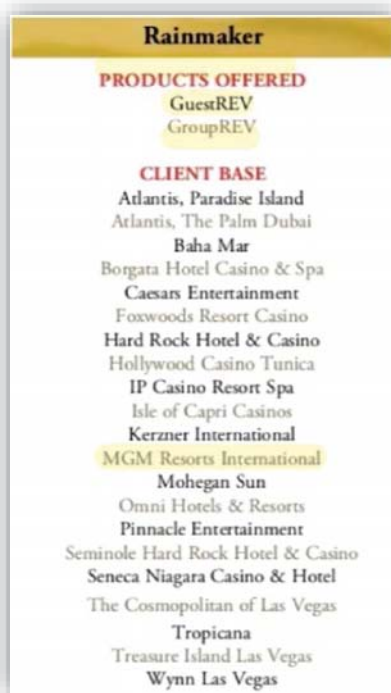 Rainmaker
PRODUCTS OFFERED
GuestREV
GroupREV
CLIENT BASE
Atlantis, Paradise Island
Atlantis, The Palm Dubai
Baha Mar
Borgata Hotel Casino & Spa
Caesars Entertainment
Foxwoods Resort Casino
Hard Rock Hotel & Casino
Hollywood Casino Tunica
IP Casino Resort Spa
Isle of Capri Casinos
Kerzner International
MGM Resorts International
Mohegan Sun
Omni Hotels & Resorts
Pinnacle Entertainment
Seminole Hard Rock Hotel & Casino
Seneca Niagara Casino & Hotel
The Cosmopolitan of Las Vegas
Tropicana
Treasure Island Las Vegas
Wynn Las Vegas